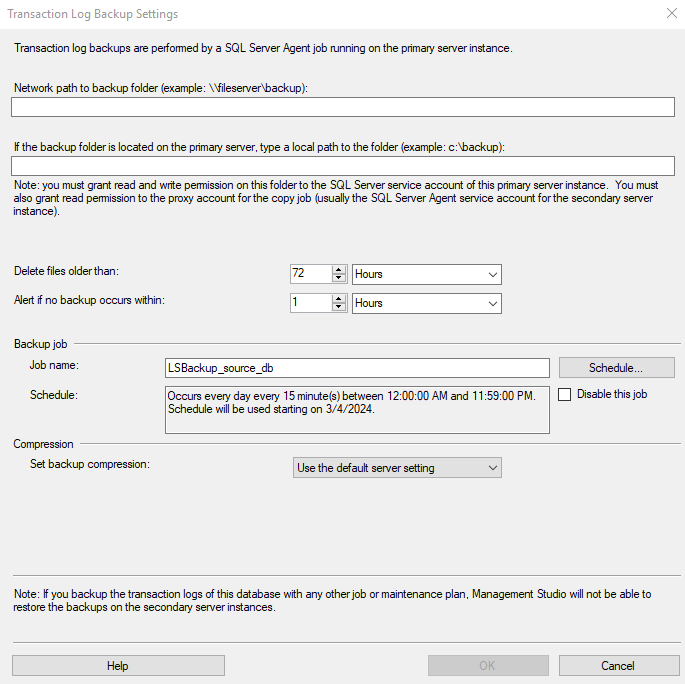 Transaction Log Backup Settings
Transaction log backups are performed by a SQL Server Agent job running on the primary server instance.
Network path to backup folder (example: \\fileserver\backup):
If the backup folder is located on the primary server, type a local path to the folder (example: c:\backup):
Note: you must grant read and write permission on this folder to the SQL Server service account of this primary server instance.  You must
also grant read permission to the proxy account for the copy job (usually the SQL Server Agent service account for the secondary server
instance).
Delete files older than:
72
Hours
Alert if no backup occurs within:
1
Hours
Backup job
Job name:
LSBackup_source_db
Schedule...
Schedule:
Occurs every day every 15 minute(s) between 12:00:00 AM and 11:59:00 PM.
Schedule will be used starting on 3/4/2024.
Disable this job
Compression
Set backup compression:
Use the default server setting
Note: If you backup the transaction logs of this database with any other job or maintenance plan, Management Studio will not be able to
restore the backups on the secondary server instances.
Help
OK
Cancel